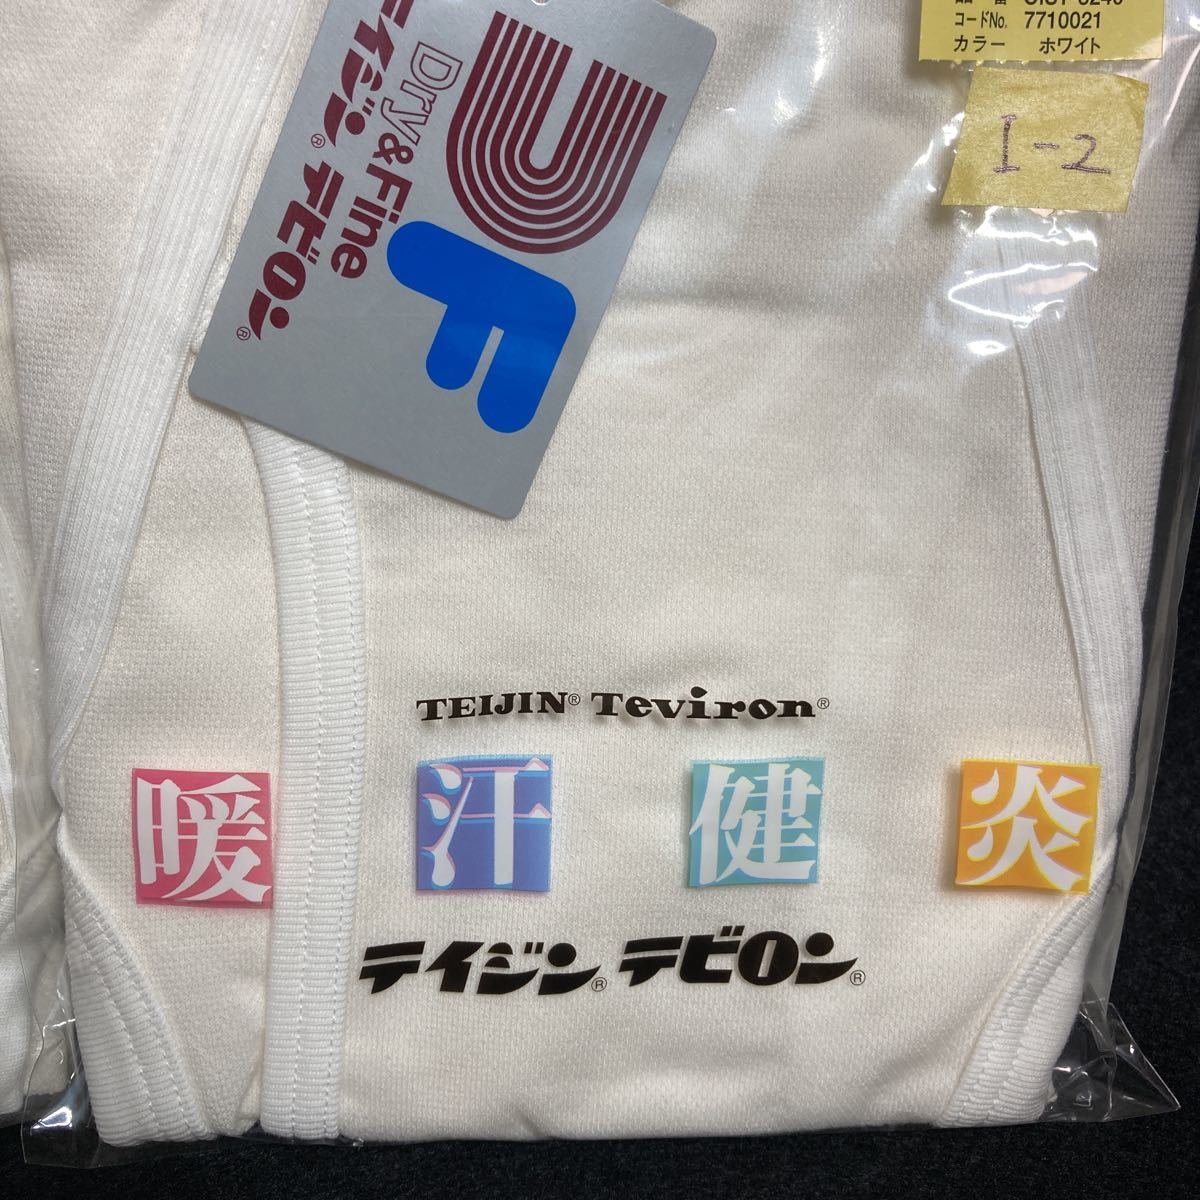 コードNo. 7710021
カラー ホワイト
I-2
DF
Dry&Fine
テイジン® テビロン®
TEIJIN® Teviron®
暖 汗 健 炎
テイジン® テビロン®